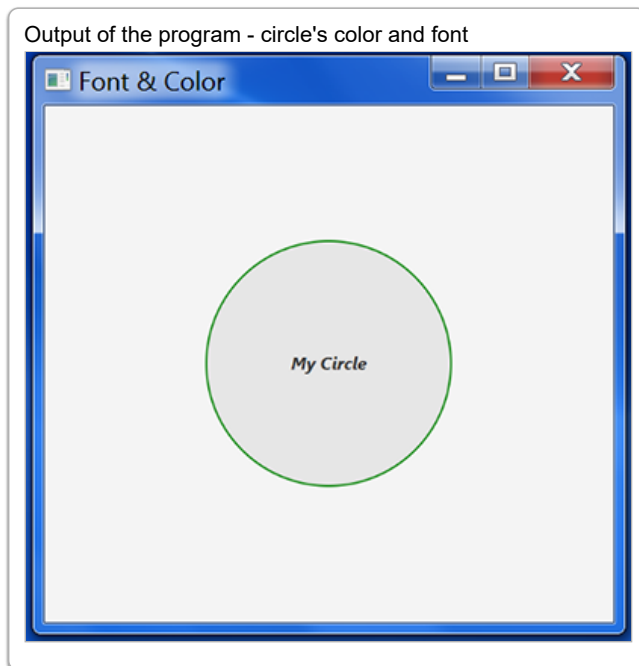 Output of the program - circle's color and font
Font & Color
My Circle